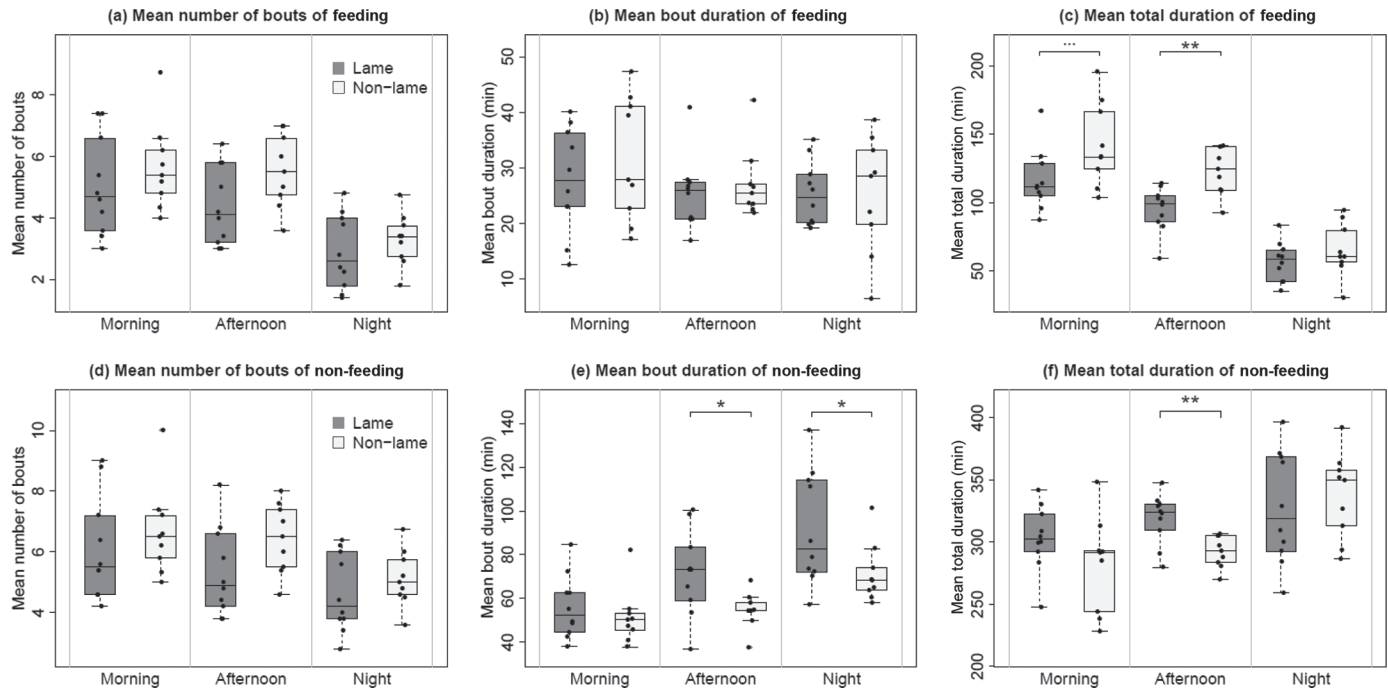 (a) Mean number of bouts of feeding
Mean number of bouts
8
6
4
2
Lame
Non−lame
Morning
Afternoon
Night
(b) Mean bout duration of feeding
Mean bout duration (min)
50
40
30
20
10
Morning
Afternoon
Night
(c) Mean total duration of feeding
Mean total duration (min)
200
150
100
50
...
**
Morning
Afternoon
Night
(d) Mean number of bouts of non-feeding
Mean number of bouts
10
8
6
4
Lame
Non−lame
Morning
Afternoon
Night
(e) Mean bout duration of non-feeding
Mean bout duration (min)
140
120
100
80
60
40
*
*
Morning
Afternoon
Night
(f) Mean total duration of non-feeding
Mean total duration (min)
400
350
300
250
200
**
Morning
Afternoon
Night